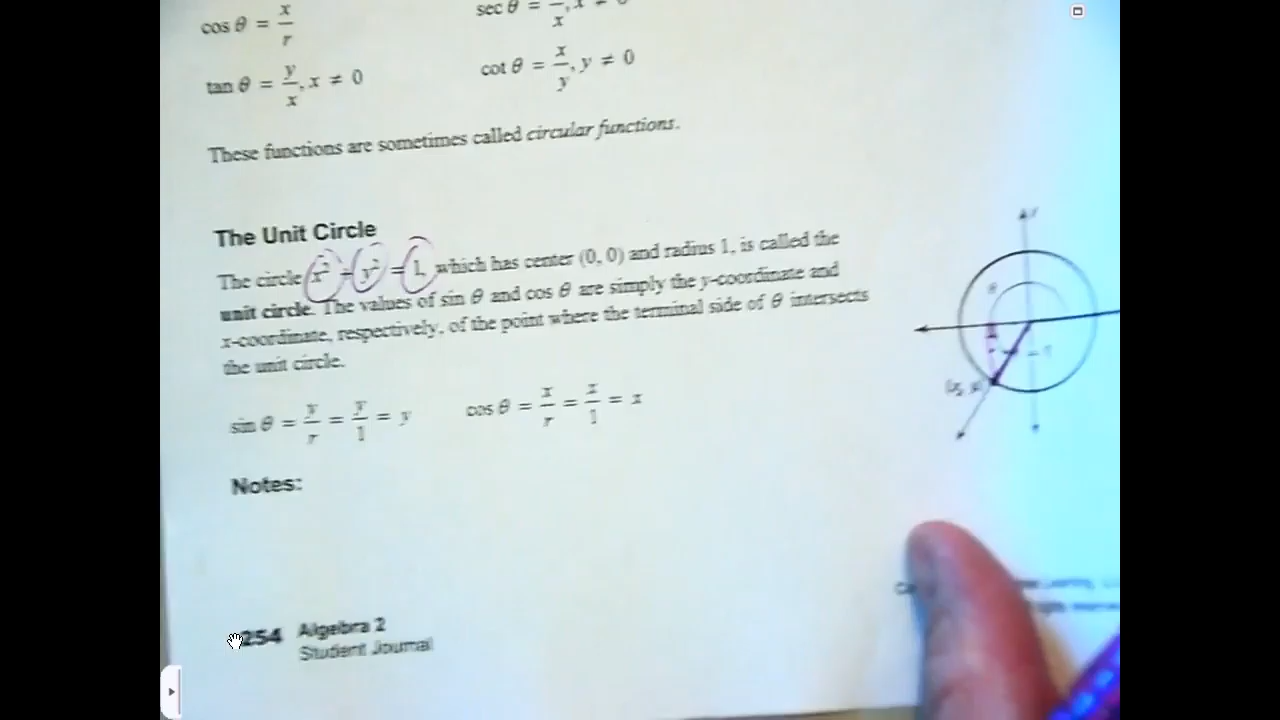 cos θ = x/r
sec θ = /x, x ≠ 0
tan θ = y/x, x ≠ 0
cot θ = x/y, y ≠ 0
These functions are sometimes called circular functions.
The Unit Circle
The circle x² + y² = 1, which has center (0, 0) and radius 1, is called the
unit circle. The values of sin θ and cos θ are simply the y-coordinate and
x-coordinate, respectively, of the point where the terminal side of θ intersects
the unit circle.
sin θ = y/r = y/1 = y
cos θ = x/r = x/1 = x
y
θ
(x, y)
Notes:
254 Algebra 2
Student Journal